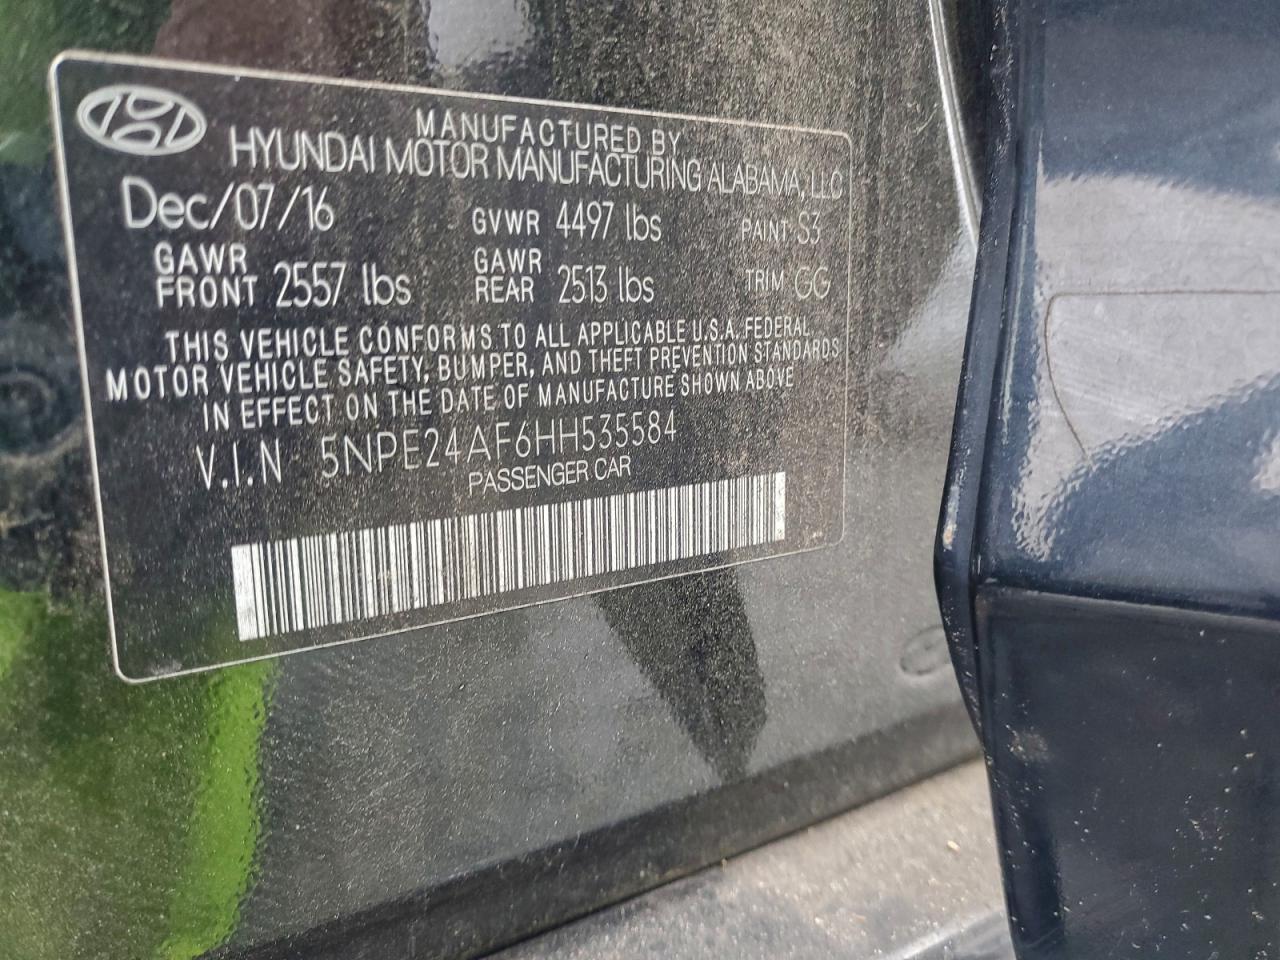 MANUFACTURED BY
HYUNDAI MOTOR MANUFACTURING ALABAMA, LLC
Dec/07/16 GVWR 4497 lbs PAINT S3
GAWR FRONT 2557 lbs GAWR REAR 2513 lbs TRIM GG
THIS VEHICLE CONFORMS TO ALL APPLICABLE U.S.A. FEDERAL
MOTOR VEHICLE SAFETY, BUMPER, AND THEFT PREVENTION STANDARDS
IN EFFECT ON THE DATE OF MANUFACTURE SHOWN ABOVE
V.I.N 5NPE24AF6HH535584
PASSENGER CAR